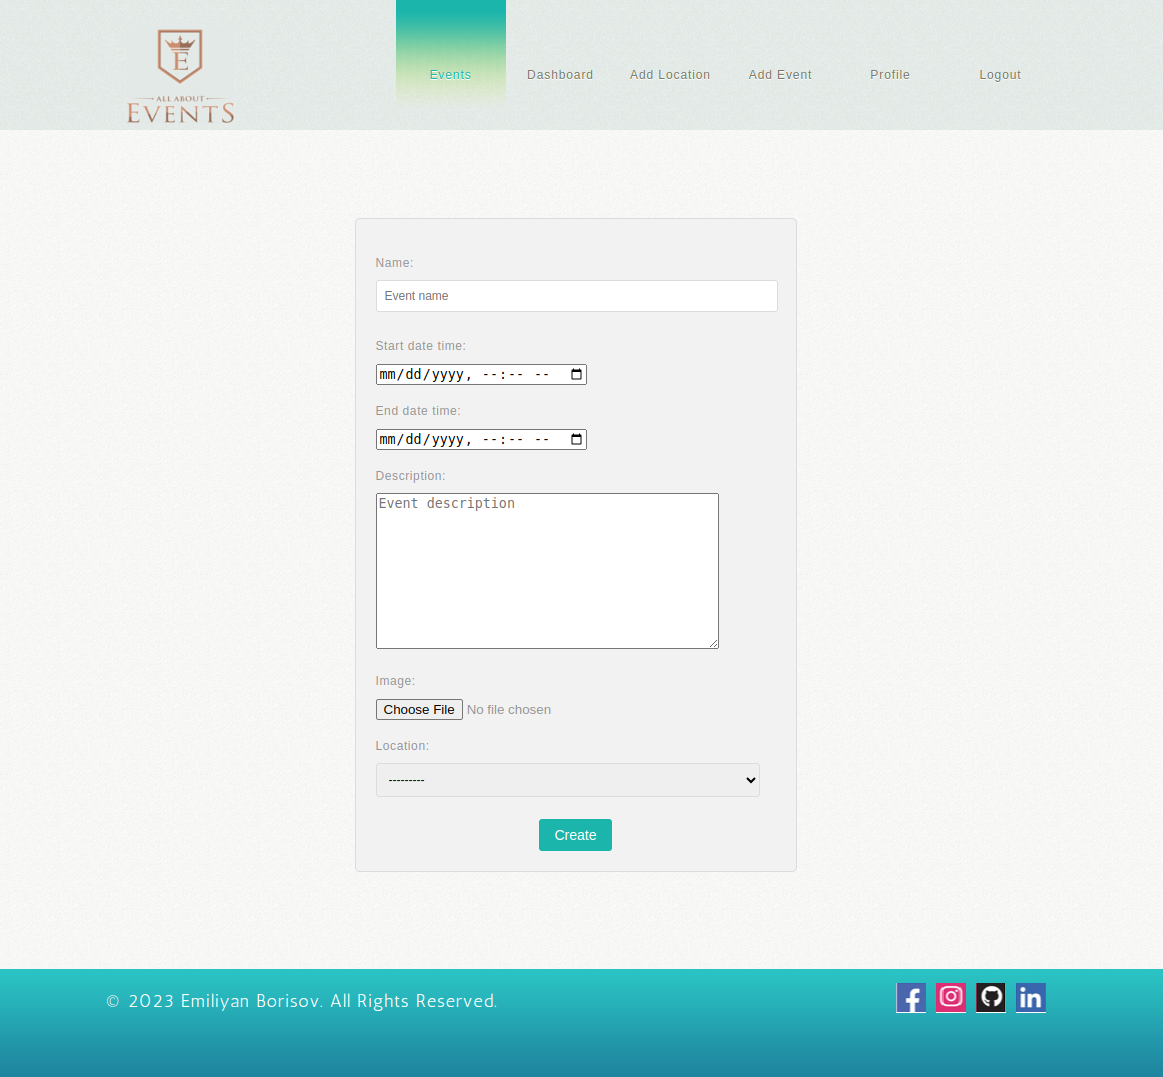 E
ALL ABOUT
EVENTS
Events
Dashboard
Add Location
Add Event
Profile
Logout
Name:
Event name
Start date time:
mm/dd/yyyy, --:-- --
End date time:
mm/dd/yyyy, --:-- --
Description:
Event description
Image:
Choose File No file chosen
Location:
---------
Create
© 2023 Emiliyan Borisov. All Rights Reserved.
f
in